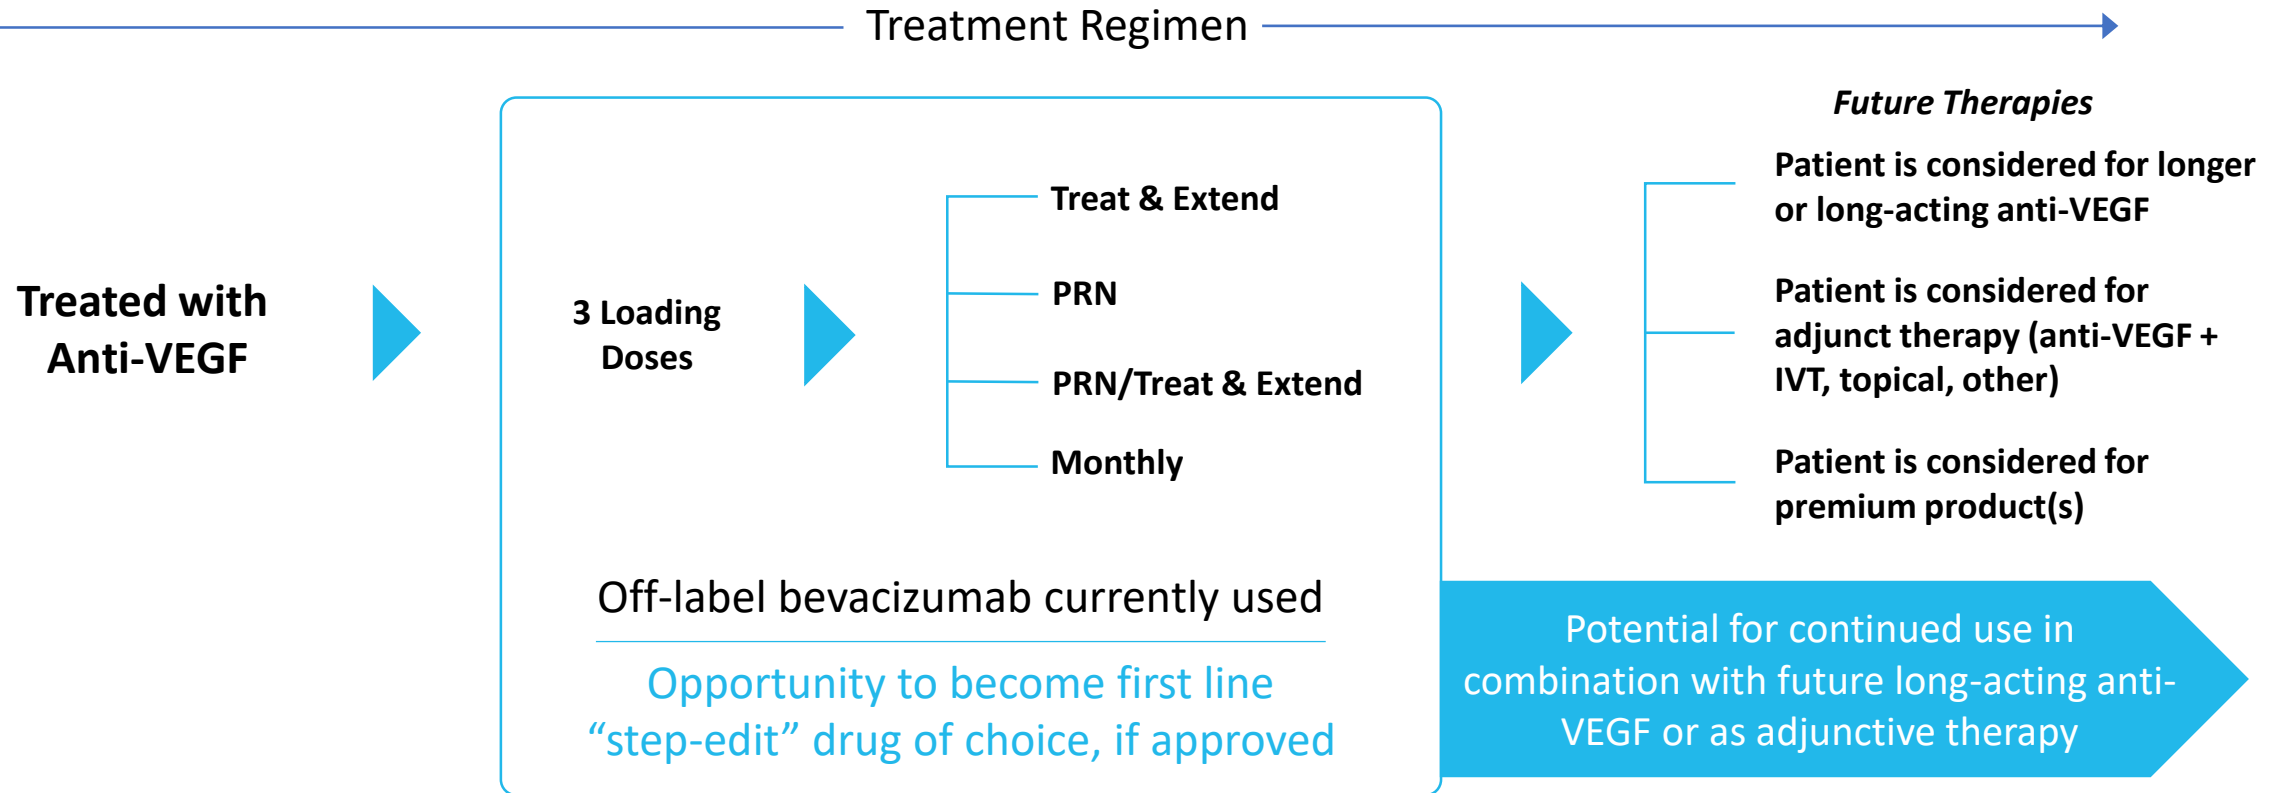 Treatment Regimen
Treated with
Anti-VEGF
3 Loading
Doses
Treat & Extend
PRN
PRN/Treat & Extend
Monthly
Off-label bevacizumab currently used
Opportunity to become first line
“step-edit” drug of choice, if approved
Future Therapies
Patient is considered for longer
or long-acting anti-VEGF
Patient is considered for
adjunct therapy (anti-VEGF +
IVT, topical, other)
Patient is considered for
premium product(s)
Potential for continued use in
combination with future long-acting anti-
VEGF or as adjunctive therapy